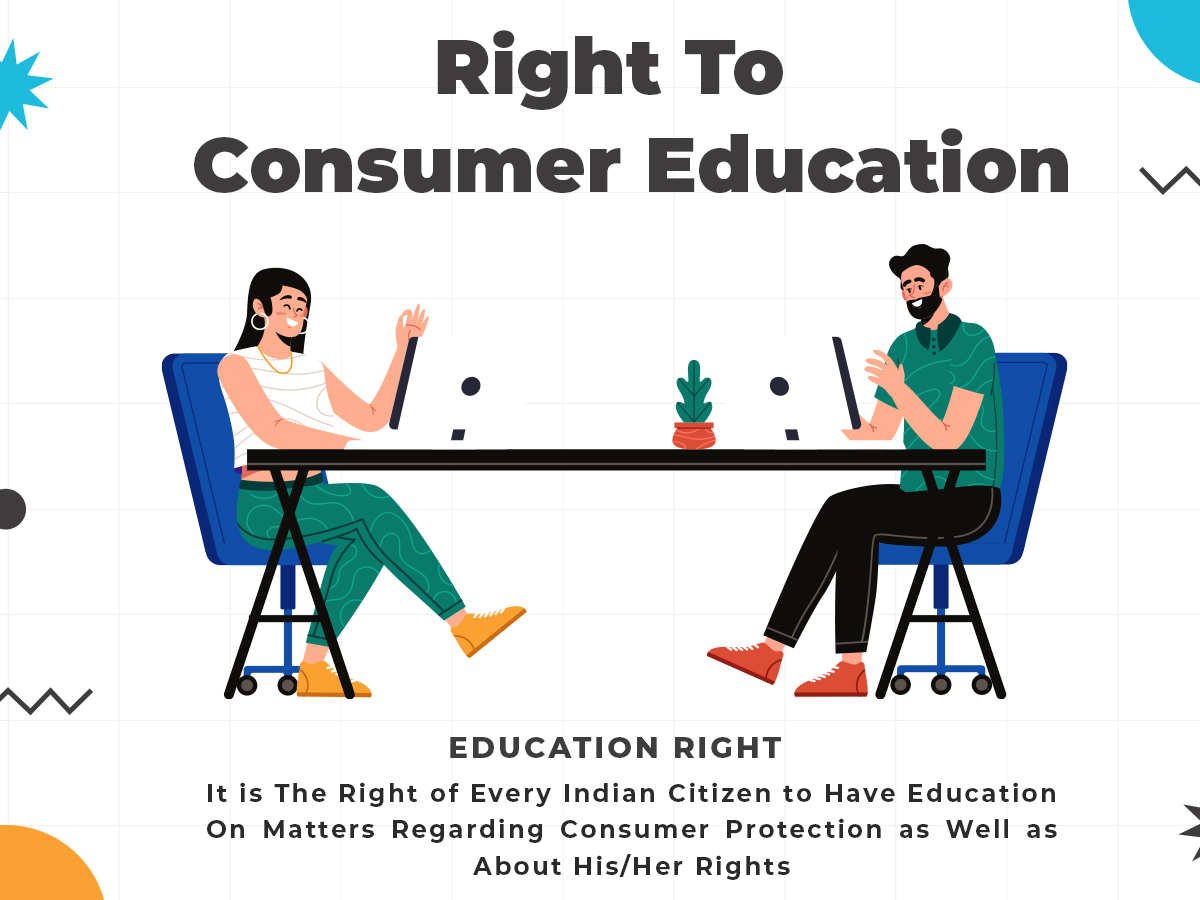 Right To
Consumer Education
EDUCATION RIGHT
It is The Right of Every Indian Citizen to Have Education
On Matters Regarding Consumer Protection as Well as
About His/Her Rights